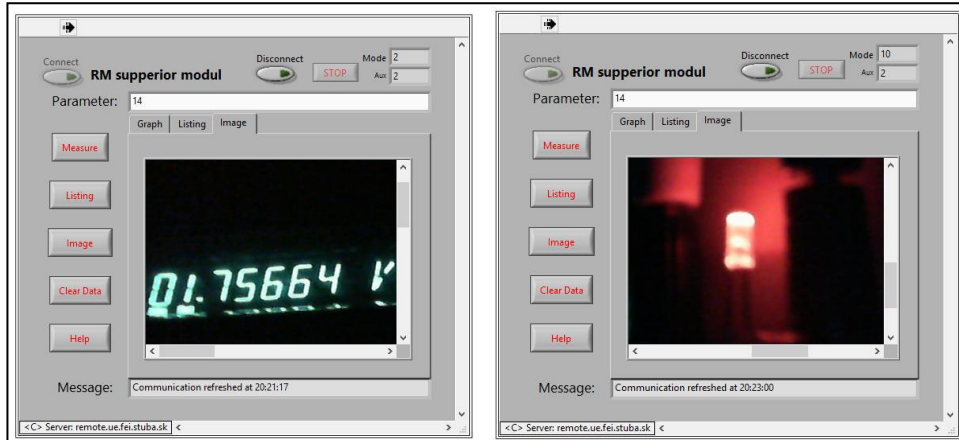 Connect
RM supperior modul
Disconnect
STOP
Mode 2
Aux 2
Parameter: 14
Graph Listing Image
Measure
Listing
Image
Clear Data
Help
01.75664 V
Message: Communication refreshed at 20:21:17
<C> Server: remote.ue.fei.stuba.sk
Connect
RM supperior modul
Disconnect
STOP
Mode 10
Aux 2
Parameter: 14
Graph Listing Image
Measure
Listing
Image
Clear Data
Help
Message: Communication refreshed at 20:23:00
<C> Server: remote.ue.fei.stuba.sk